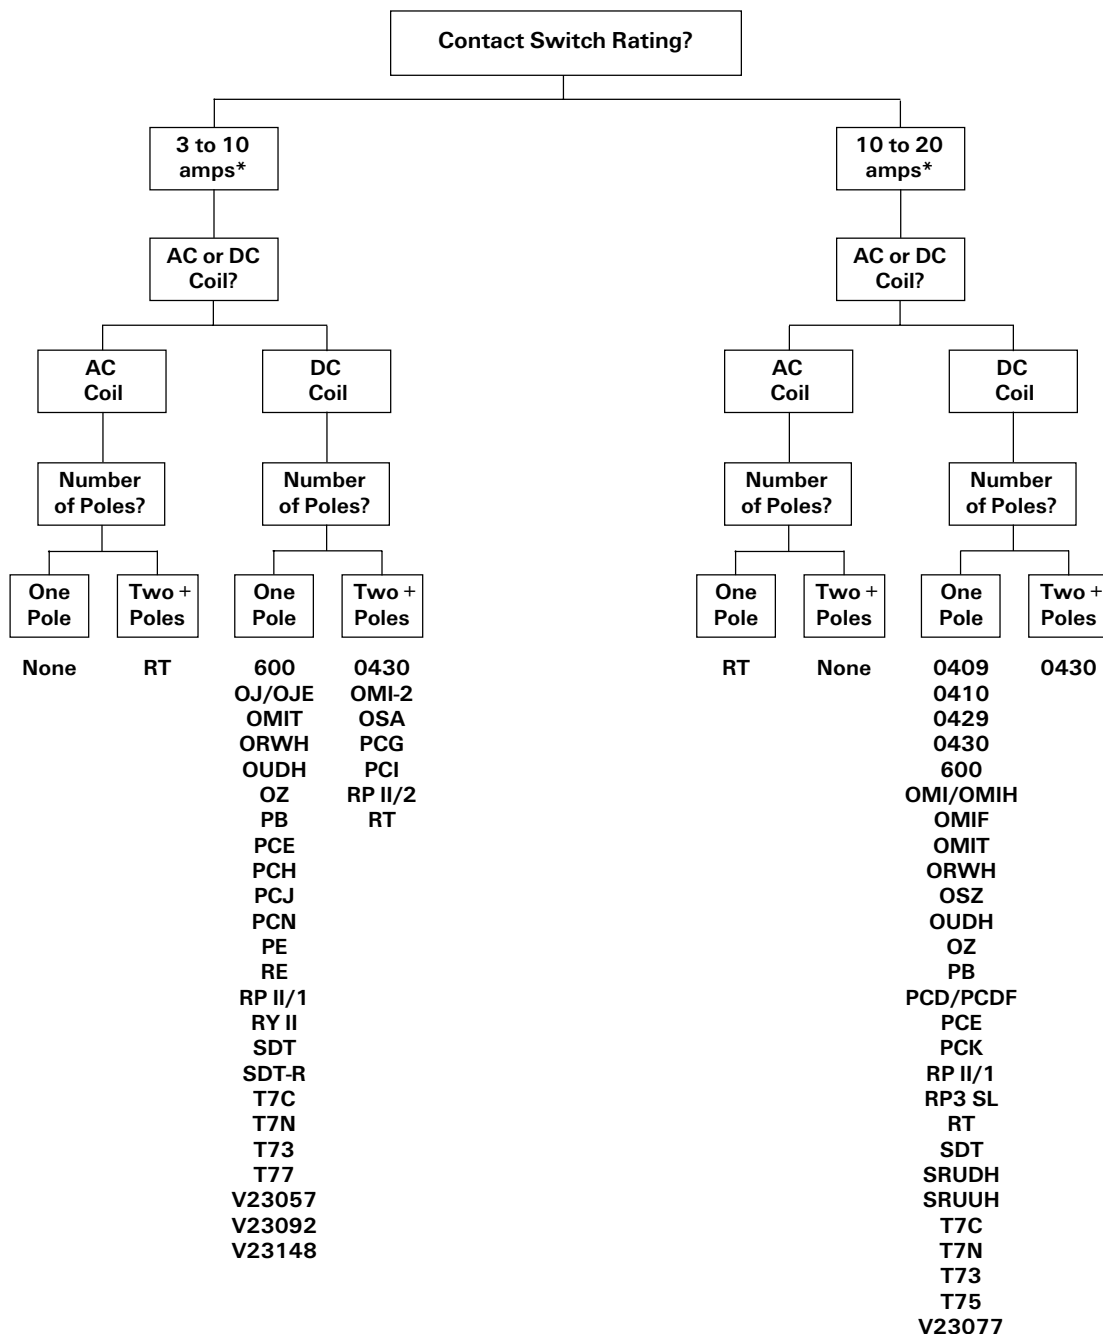 Contact Switch Rating?
3 to 10
amps*
10 to 20
amps*
AC or DC
Coil?
AC or DC
Coil?
AC
Coil
DC
Coil
AC
Coil
DC
Coil
Number
of Poles?
Number
of Poles?
Number
of Poles?
Number
of Poles?
One
Pole
Two +
Poles
One
Pole
Two +
Poles
One
Pole
Two +
Poles
One
Pole
Two +
Poles
None
RT
600
OJ/OJE
OMIT
ORWH
OUDH
OZ
PB
PCE
PCH
PCJ
PCN
PE
RE
RP II/1
RY II
SDT
SDT-R
T7C
T7N
T73
T77
V23057
V23092
V23148
0430
OMI-2
OSA
PCG
PCI
RP II/2
RT
RT
None
0409
0410
0429
0430
600
OMI/OMIH
OMIF
OMIT
ORWH
OSZ
OUDH
OZ
PB
PCD/PCDF
PCE
PCK
RP II/1
RP3 SL
RT
SDT
SRUDH
SRUUH
T7C
T7N
T73
T75
V23077
0430